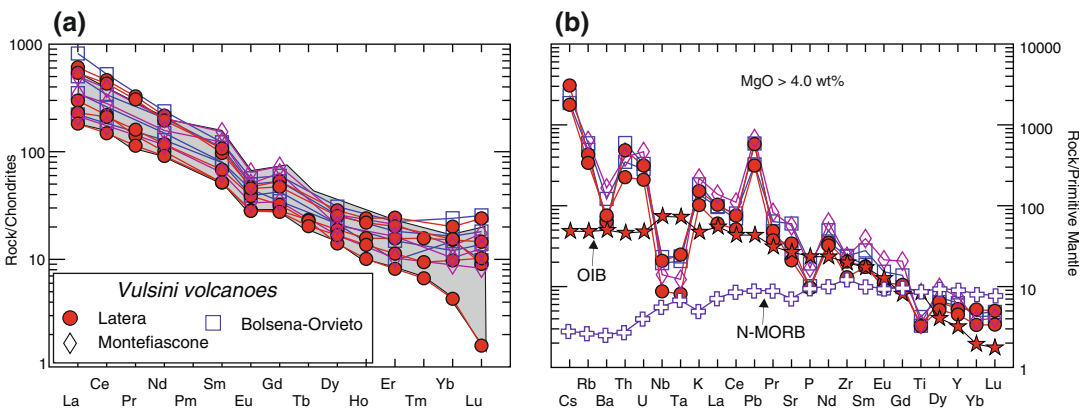 (a)
(b)
1000
100
10
1
Rock/Chondrites
Vulsini volcanoes
Latera
Bolsena-Orvieto
Montefiascone
Ce Nd Sm Gd Dy Er Yb
La Pr Pm Eu Tb Ho Tm Lu
MgO > 4.0 wt%
OIB
N-MORB
10000
1000
100
10
1
Rock/Primitive Mantle
Rb Th Nb K Ce Pr P Zr Eu Ti Y Lu
Cs Ba U Ta La Pb Sr Nd Sm Gd Dy Yb